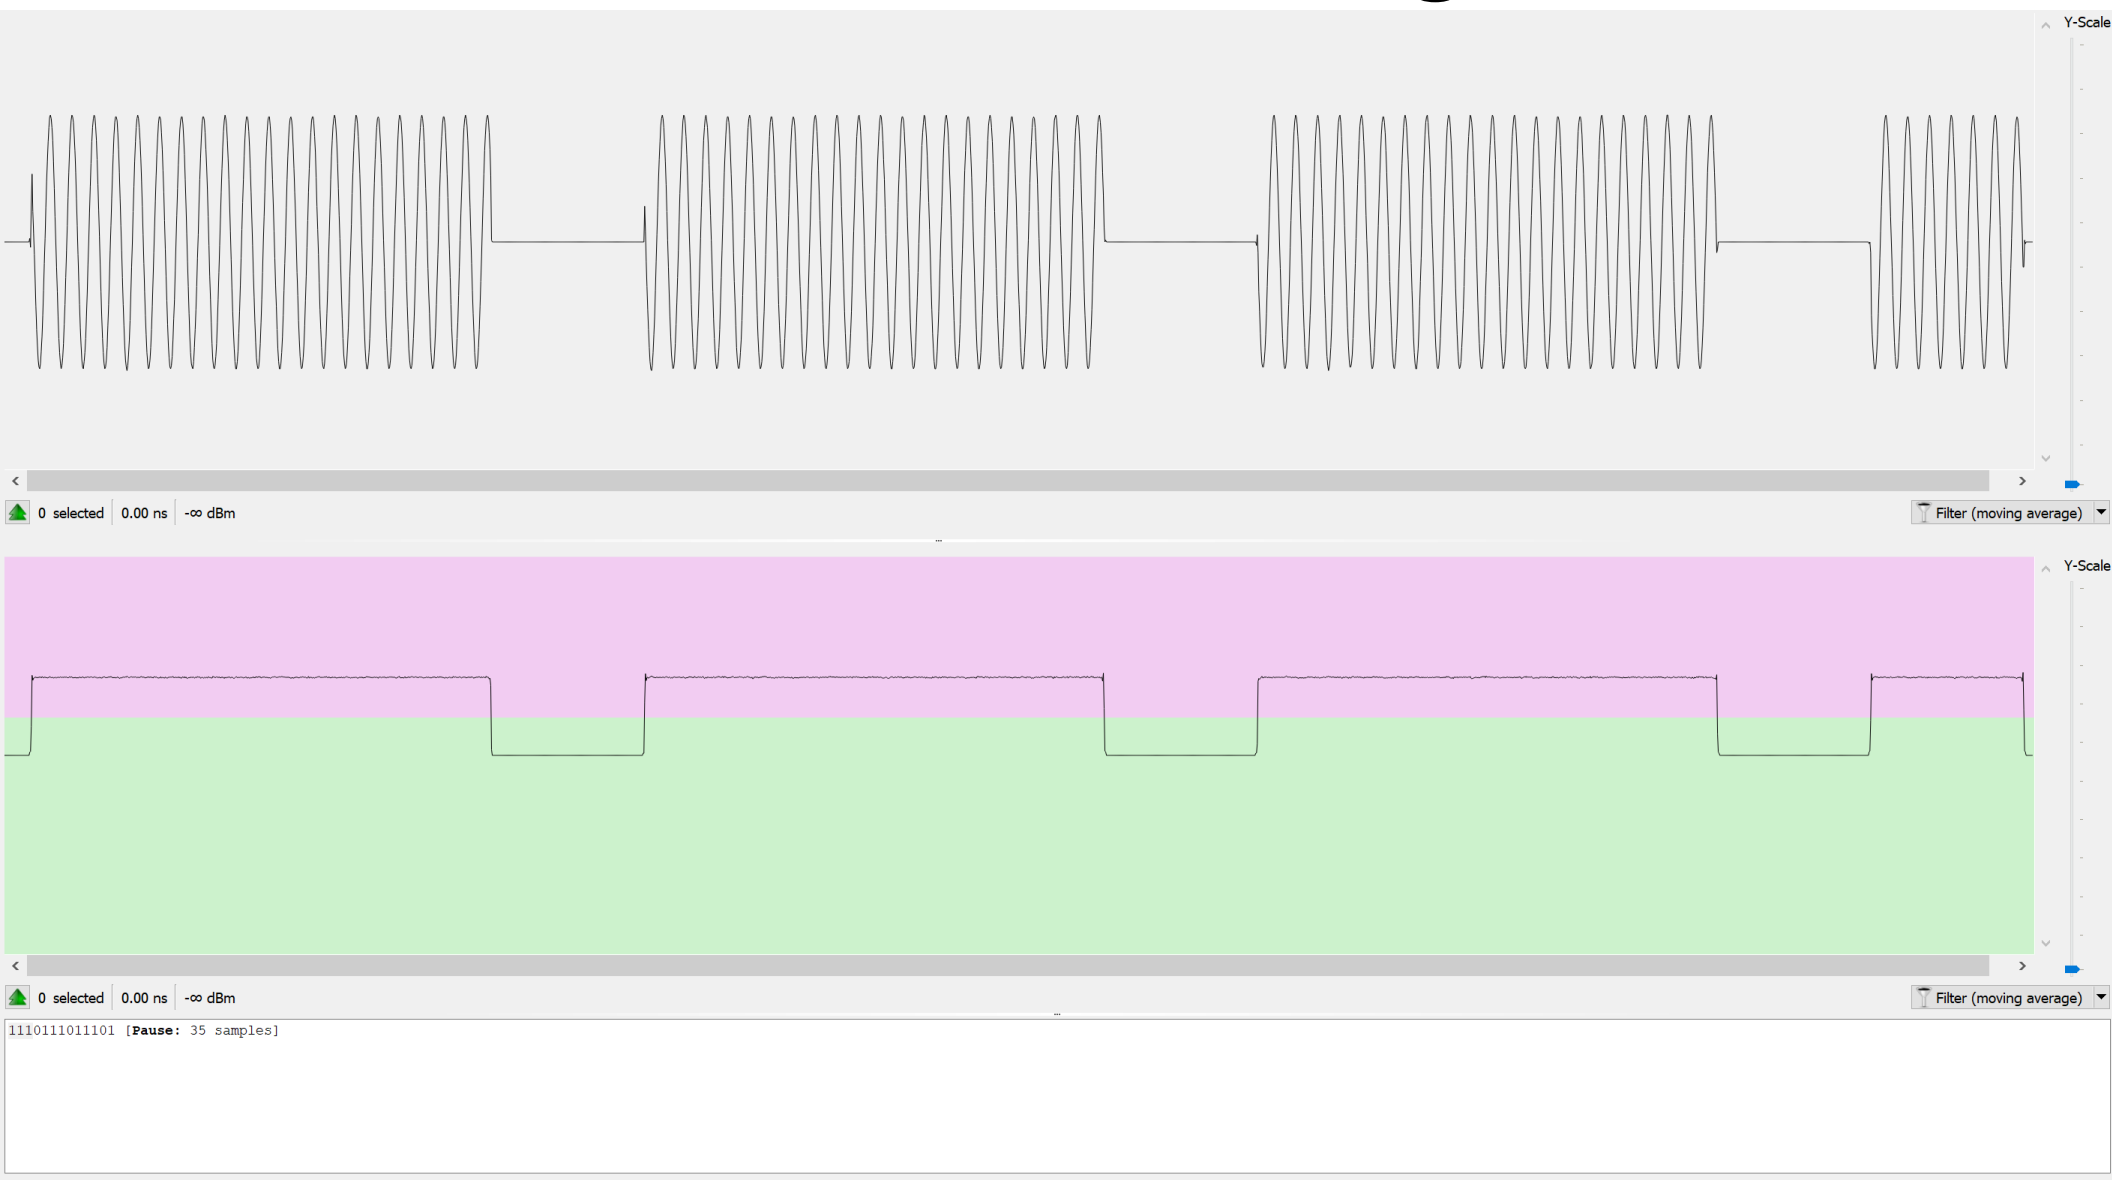 Y-Scale
0 selected 0.00 ns -∞ dBm Filter (moving average)
Y-Scale
0 selected 0.00 ns -∞ dBm Filter (moving average)
1110111011101 [Pause: 35 samples]